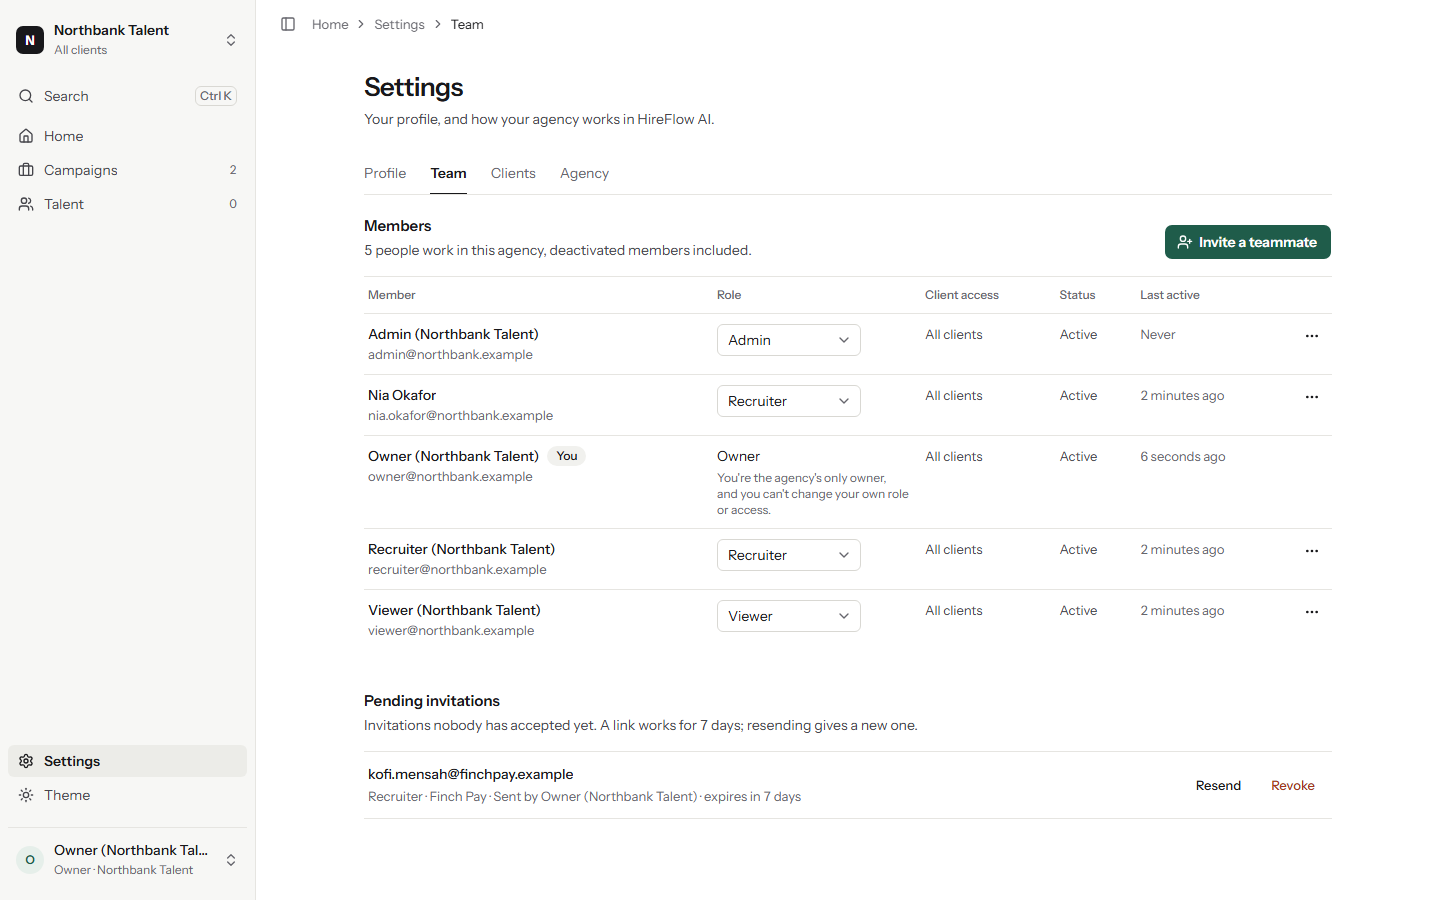 N
Northbank Talent
All clients
Search
Ctrl K
Home
Campaigns
2
Talent
0
Settings
Theme
O
Owner (Northbank Tal...
Owner · Northbank Talent
Home > Settings > Team
Settings
Your profile, and how your agency works in HireFlow AI.
Profile Team Clients Agency
Members
5 people work in this agency, deactivated members included.
Invite a teammate
Member Role Client access Status Last active
Admin (Northbank Talent)
admin@northbank.example
Admin
All clients
Active
Never
Nia Okafor
nia.okafor@northbank.example
Recruiter
All clients
Active
2 minutes ago
Owner (Northbank Talent) You
owner@northbank.example
Owner
You're the agency's only owner,
and you can't change your own role
or access.
All clients
Active
6 seconds ago
Recruiter (Northbank Talent)
recruiter@northbank.example
Recruiter
All clients
Active
2 minutes ago
Viewer (Northbank Talent)
viewer@northbank.example
Viewer
All clients
Active
2 minutes ago
Pending invitations
Invitations nobody has accepted yet. A link works for 7 days; resending gives a new one.
kofi.mensah@finchpay.example
Recruiter · Finch Pay · Sent by Owner (Northbank Talent) · expires in 7 days
Resend
Revoke